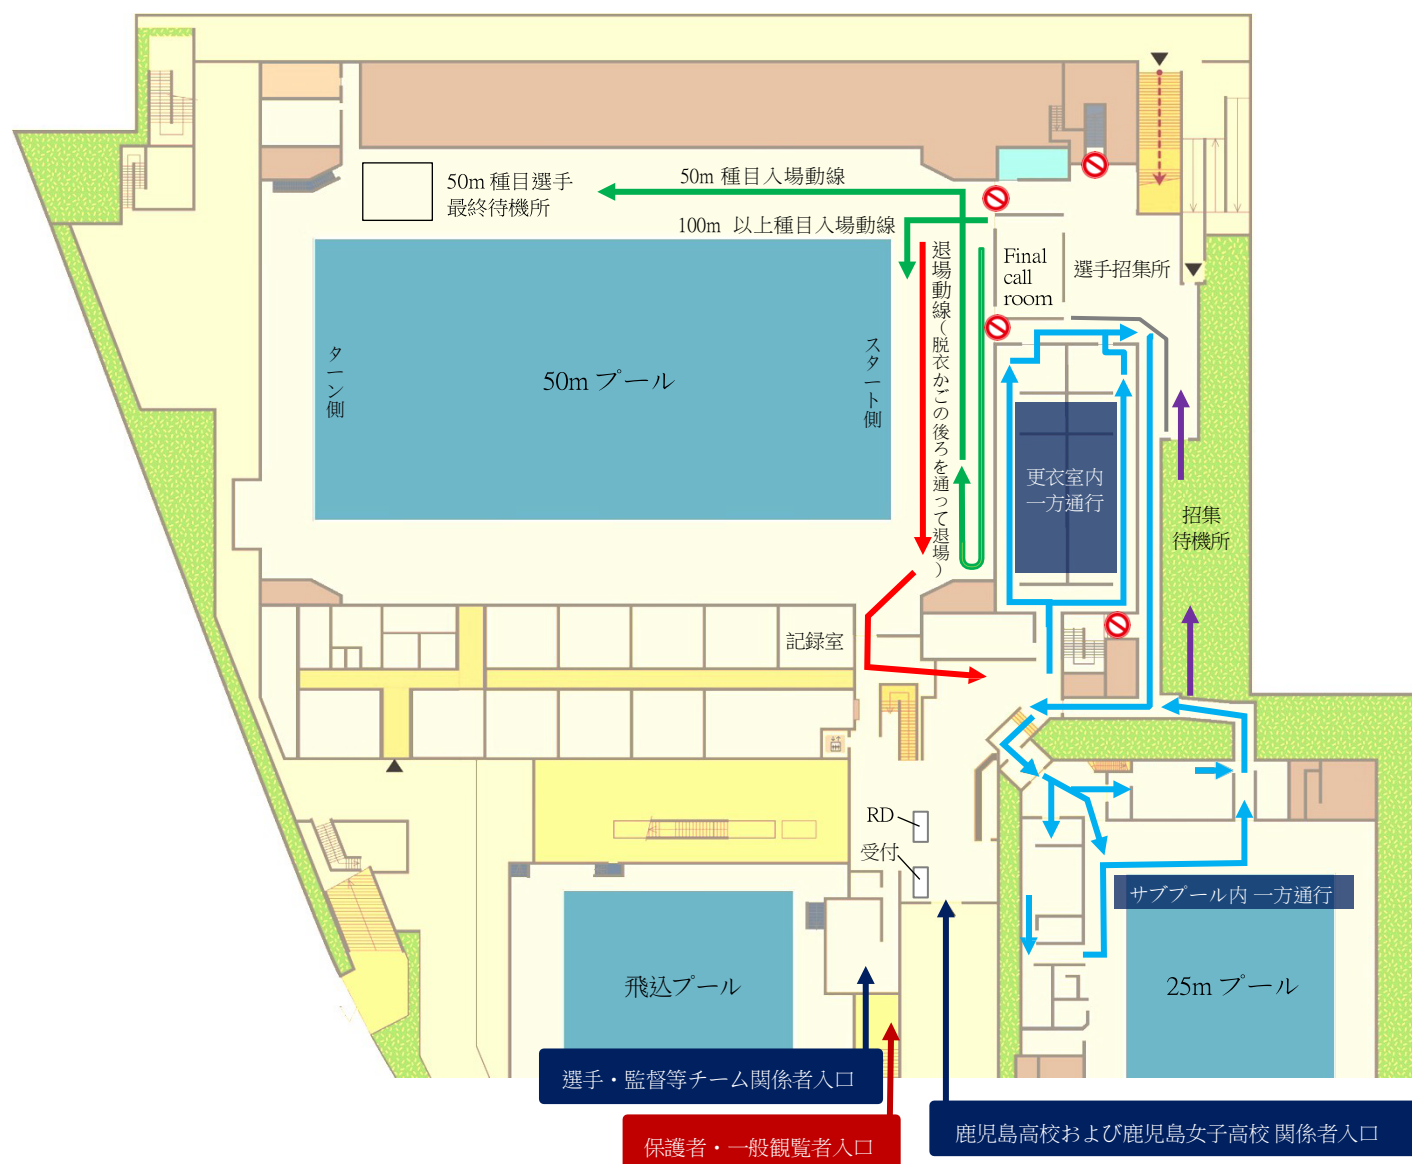 50m 種目選手
最終待機所
50m 種目入場動線
100m 以上種目入場動線
退場動線(脱衣かごの後ろを通って退場)
Final
call
room
選手招集所
ターン側
50m プール
スタート側
更衣室内
一方通行
招集
待機所
記録室
RD
受付
サブプール内 一方通行
飛込プール
25m プール
選手・監督等チーム関係者入口
保護者・一般観覧者入口
鹿児島高校および鹿児島女子高校 関係者入口